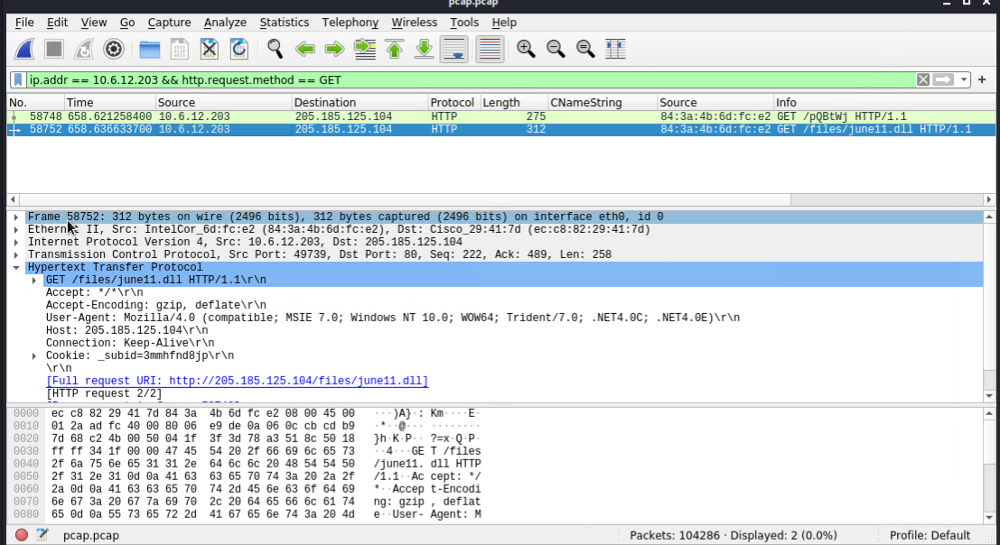 pcap.pcap
File Edit View Go Capture Analyze Statistics Telephony Wireless Tools Help
ip.addr == 10.6.12.203 && http.request.method == GET
No. Time Source Destination Protocol Length CNameString Source Info
58748 658.621258400 10.6.12.203 205.185.125.104 HTTP 275 84:3a:4b:6d:fc:e2 GET /pQBtWj HTTP/1.1
58752 658.636633700 10.6.12.203 205.185.125.104 HTTP 312 84:3a:4b:6d:fc:e2 GET /files/june11.dll HTTP/1.1
Frame 58752: 312 bytes on wire (2496 bits), 312 bytes captured (2496 bits) on interface eth0, id 0
Ethernet II, Src: IntelCor_6d:fc:e2 (84:3a:4b:6d:fc:e2), Dst: Cisco_29:41:7d (ec:c8:82:29:41:7d)
Internet Protocol Version 4, Src: 10.6.12.203, Dst: 205.185.125.104
Transmission Control Protocol, Src Port: 49739, Dst Port: 80, Seq: 222, Ack: 489, Len: 258
Hypertext Transfer Protocol
GET /files/june11.dll HTTP/1.1\r\n
Accept: */*\r\n
Accept-Encoding: gzip, deflate\r\n
User-Agent: Mozilla/4.0 (compatible; MSIE 7.0; Windows NT 10.0; WOW64; Trident/7.0; .NET4.0C; .NET4.0E)\r\n
Host: 205.185.125.104\r\n
Connection: Keep-Alive\r\n
Cookie: _subid=3mmhfnd8jp\r\n
\r\n
[Full request URI: http://205.185.125.104/files/june11.dll]
[HTTP request 2/2]
0000 ec c8 82 29 41 7d 84 3a 4b 6d fc e2 08 00 45 00 ···)A}·: Km····E·
0010 01 2a ad fc 40 00 80 06 e9 de 0a 06 0c cb cd b9 ·*··@··· ········
0020 7d 68 c2 4b 00 50 04 1f 3f 3d 78 a3 51 8c 50 18 }h·K·P·· ?=x·Q·P·
0030 ff ff 34 1f 00 00 47 45 54 20 2f 66 69 6c 65 73 ··4···GE T /files
0040 2f 6a 75 6e 65 31 31 2e 64 6c 6c 20 48 54 54 50 /june11. dll HTTP
0050 2f 31 2e 31 0d 0a 41 63 63 65 70 74 3a 20 2a 2f /1.1··Ac cept: */
0060 2a 0d 0a 41 63 63 65 70 74 2d 45 6e 63 6f 64 69 *··Accep t-Encodi
0070 6e 67 3a 20 67 7a 69 70 2c 20 64 65 66 6c 61 74 ng: gzip , deflat
0080 65 0d 0a 55 73 65 72 2d 41 67 65 6e 74 3a 20 4d e··User- Agent: M
pcap.pcap Packets: 104286 · Displayed: 2 (0.0%) Profile: Default